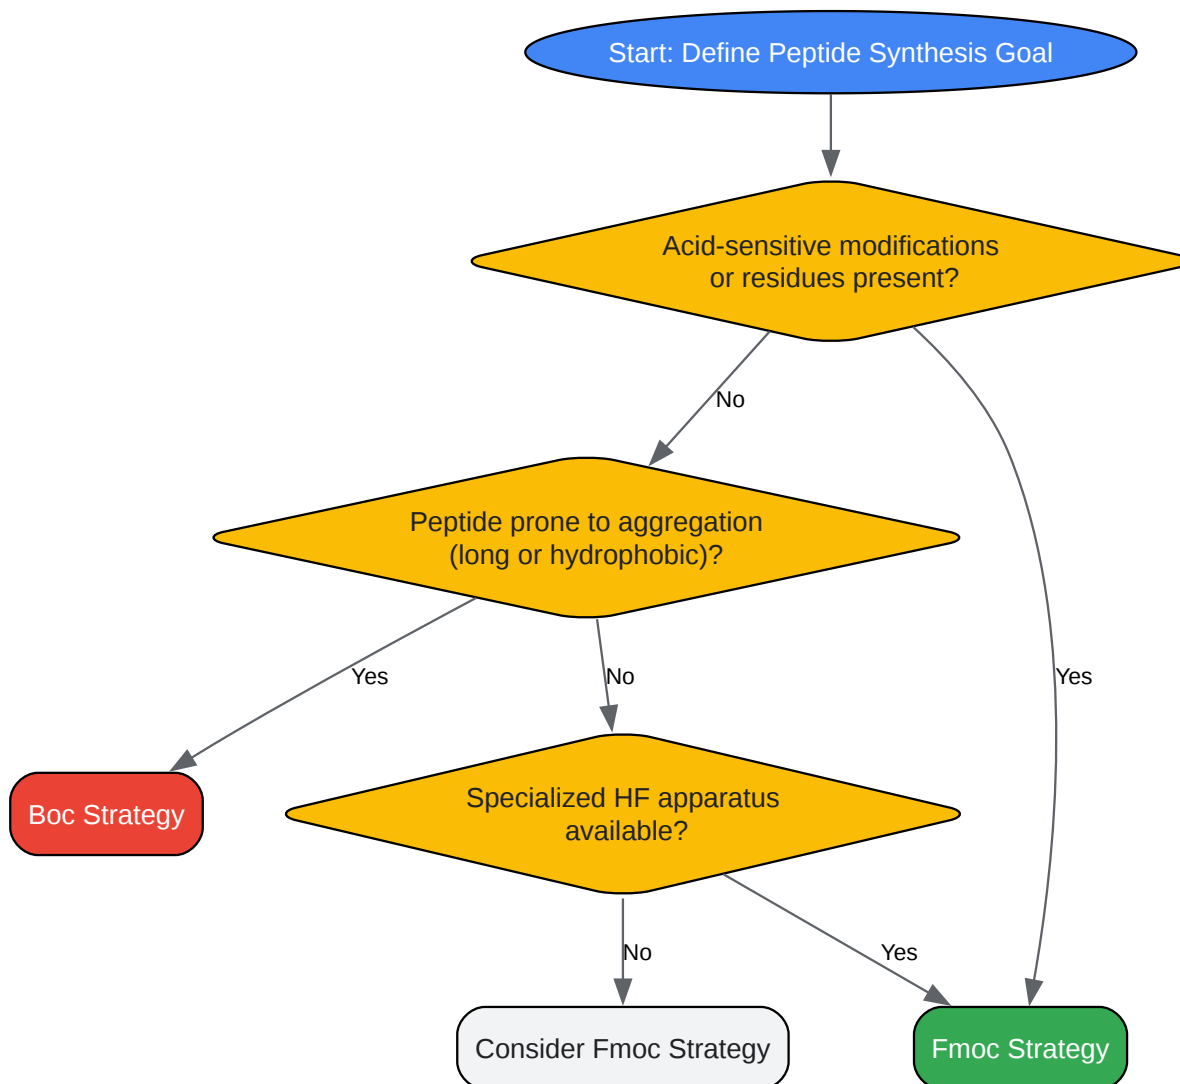 Start: Define Peptide Synthesis Goal
Acid-sensitive modifications
or residues present?
No
Peptide prone to aggregation
(long or hydrophobic)?
Yes
No
Yes
Specialized HF apparatus
available?
Boc Strategy
No
Yes
Consider Fmoc Strategy
Fmoc Strategy